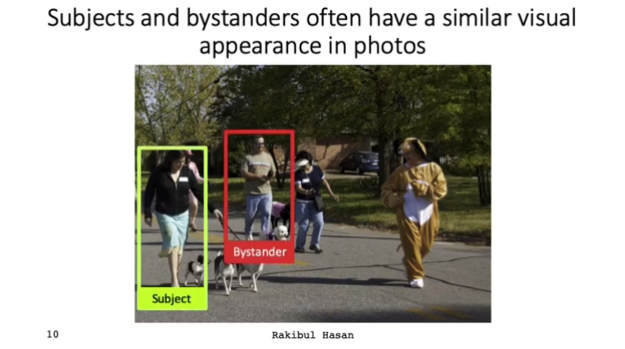 Subjects and bystanders often have a similar visual
appearance in photos
Bystander
Subject
10
Rakibul Hasan